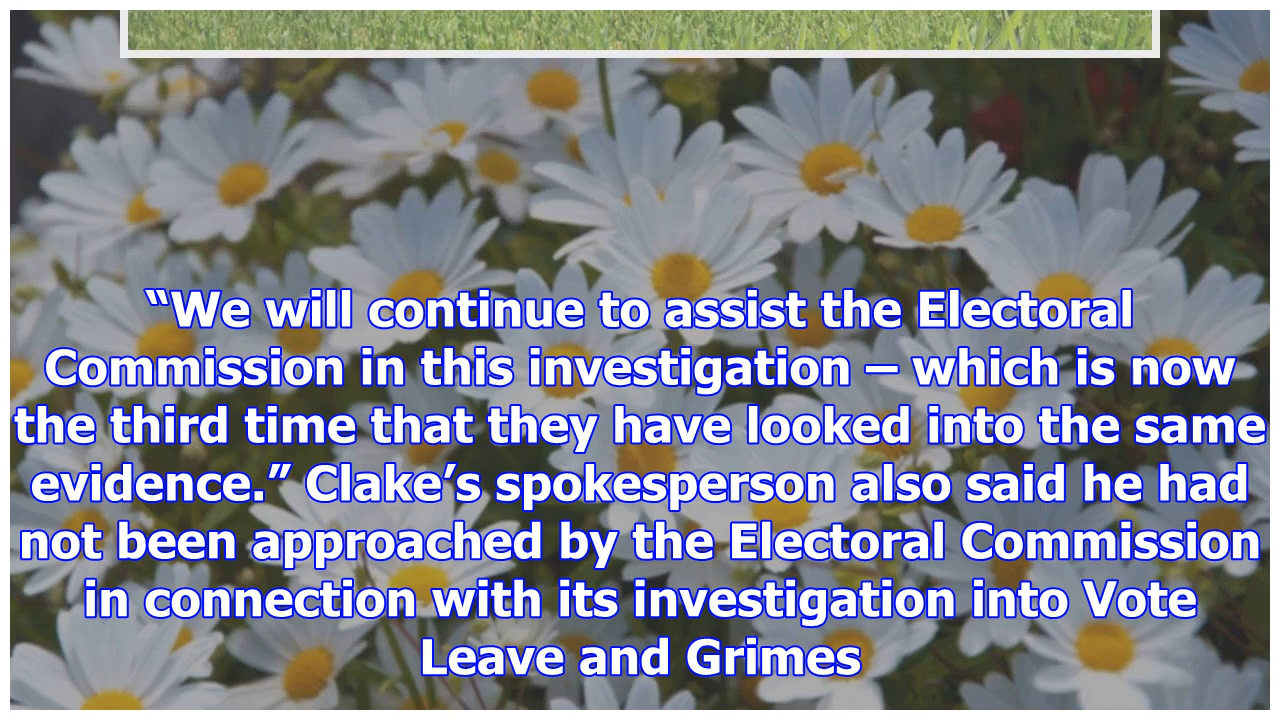 “We will continue to assist the Electoral
Commission in this investigation – which is now
the third time that they have looked into the same
evidence.” Clake’s spokesperson also said he had
not been approached by the Electoral Commission
in connection with its investigation into Vote
Leave and Grimes